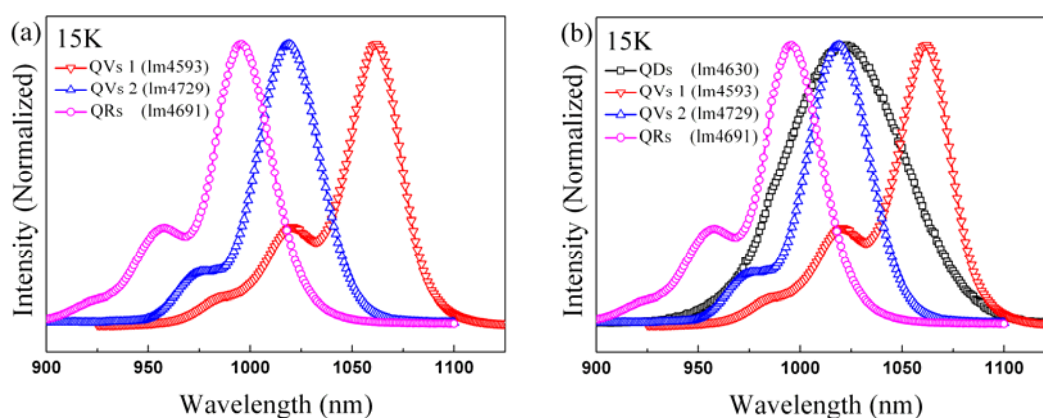 (a)
15K
QVs 1 (lm4593)
QVs 2 (lm4729)
QRs (lm4691)
Intensity (Normalized)
900 950 1000 1050 1100
Wavelength (nm)
(b)
15K
QDs (lm4630)
QVs 1 (lm4593)
QVs 2 (lm4729)
QRs (lm4691)
Intensity (Normalized)
900 950 1000 1050 1100
Wavelength (nm)